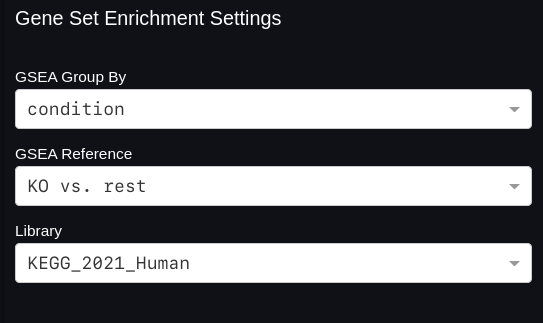 Gene Set Enrichment Settings
GSEA Group By
condition
GSEA Reference
KO vs. rest
Library
KEGG_2021_Human